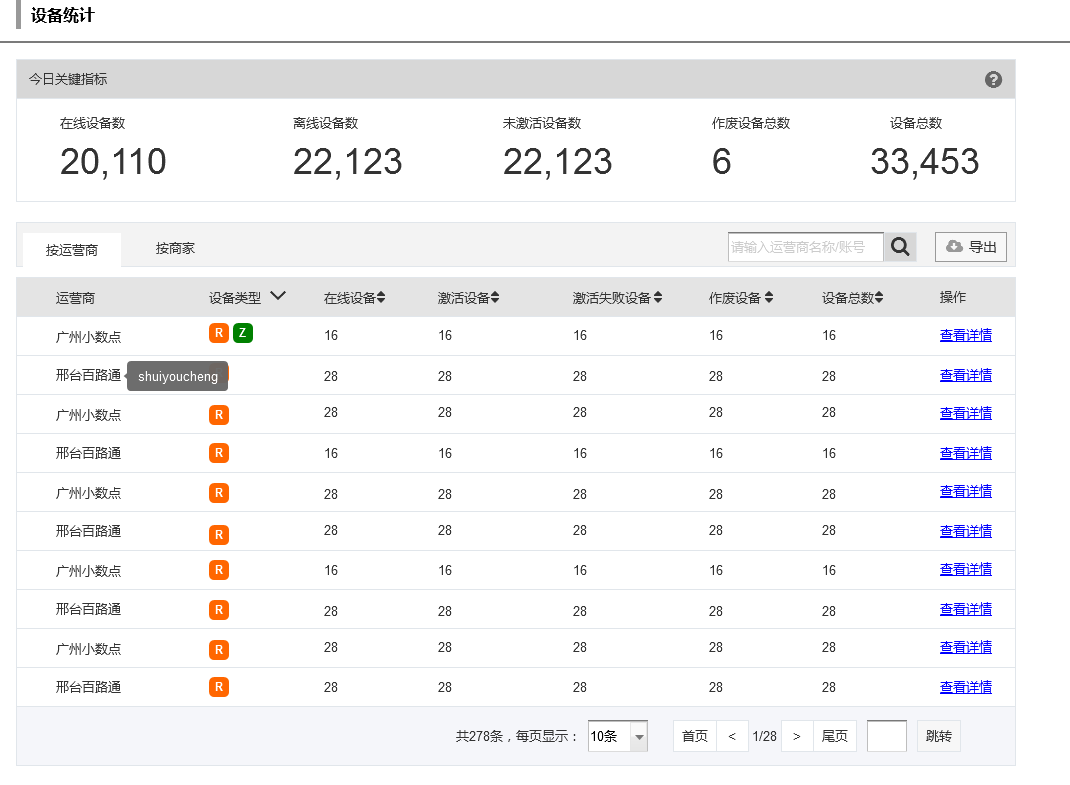 设备统计
今日关键指标 ?
在线设备数 离线设备数 未激活设备数 作废设备总数 设备总数
20,110 22,123 22,123 6 33,453
按运营商 按商家 请输入运营商名称/账号 导出
运营商 设备类型 在线设备 激活设备 激活失败设备 作废设备 设备总数 操作
广州小数点 R Z 16 16 16 16 16 查看详情
邢台百路通 shuiyoucheng 28 28 28 28 28 查看详情
广州小数点 R 28 28 28 28 28 查看详情
邢台百路通 R 16 16 16 16 16 查看详情
广州小数点 R 28 28 28 28 28 查看详情
邢台百路通 R 28 28 28 28 28 查看详情
广州小数点 R 16 16 16 16 16 查看详情
邢台百路通 R 28 28 28 28 28 查看详情
广州小数点 R 28 28 28 28 28 查看详情
邢台百路通 R 28 28 28 28 28 查看详情
共278条，每页显示： 10条 首页 < 1/28 > 尾页 跳转